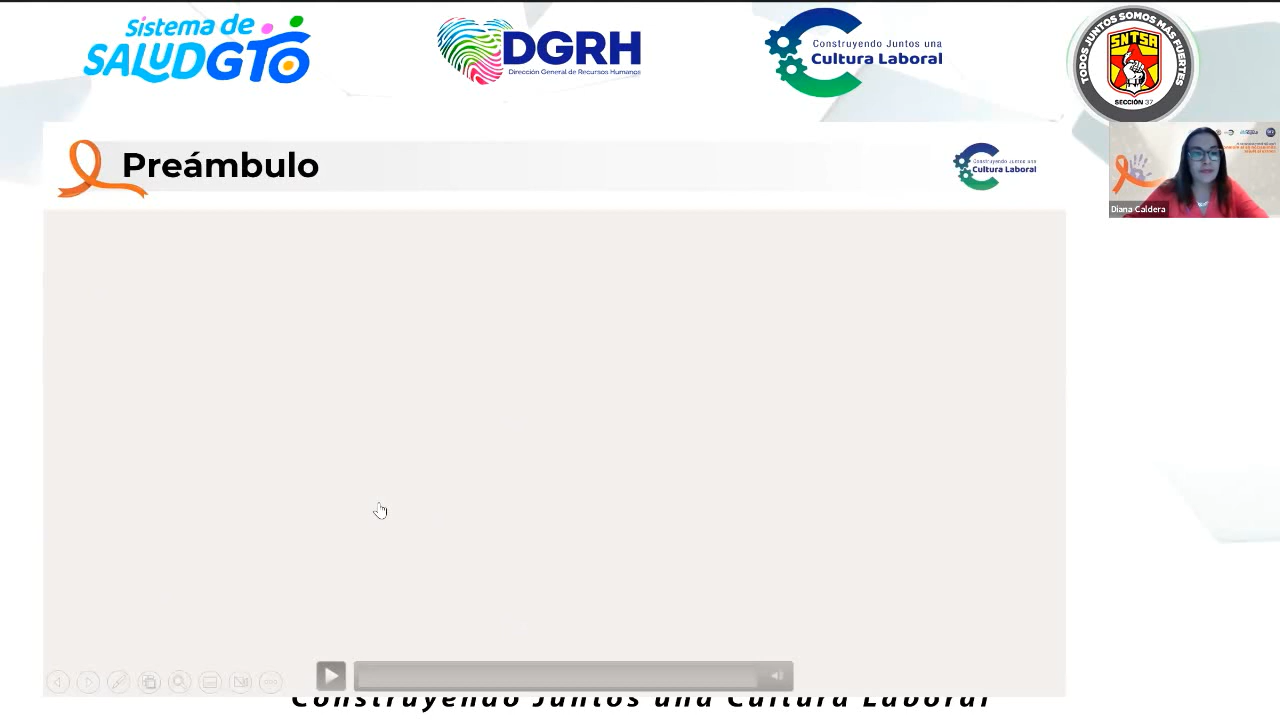 sistema de
SALUDGTO
DGRH
Dirección General de Recursos Humanos
Construyendo Juntos una
Cultura Laboral
TODOS JUNTOS SOMOS MÁS FUERTES
SNTSA
SECCIÓN 37
Preámbulo
Construyendo Juntos una
Cultura Laboral
Diana Caldera
Construyendo Juntos una Cultura Laboral